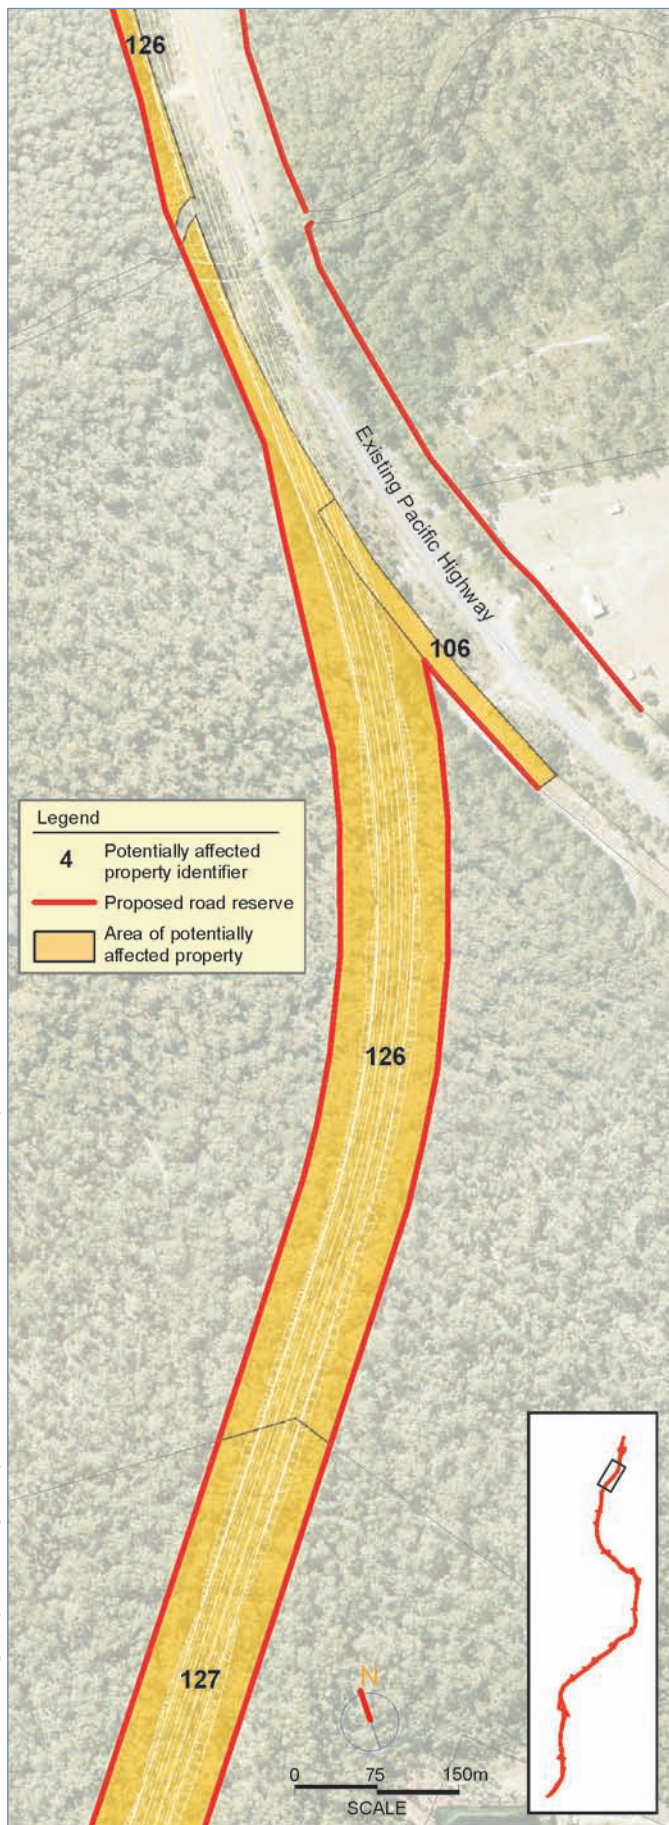 126
Existing Pacific Highway
106
Legend
4 Potentially affected
property identifier
Proposed road reserve
Area of potentially
affected property
126
127
N
0 75 150m
SCALE